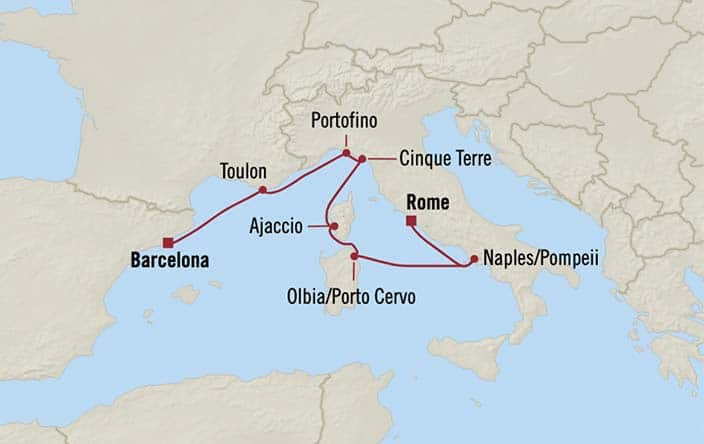 Portofino
Cinque Terre
Toulon
Rome
Ajaccio
Barcelona
Naples/Pompeii
Olbia/Porto Cervo